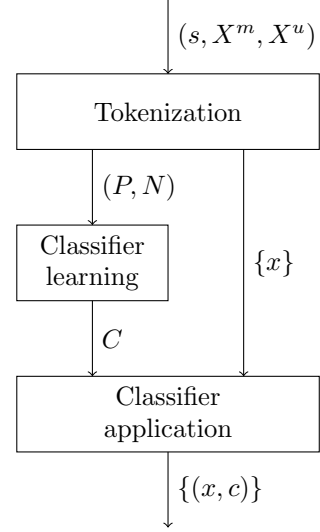 (s, X^m, X^u)
Tokenization
(P, N)
Classifier
learning
{x}
C
Classifier
application
{(x, c)}